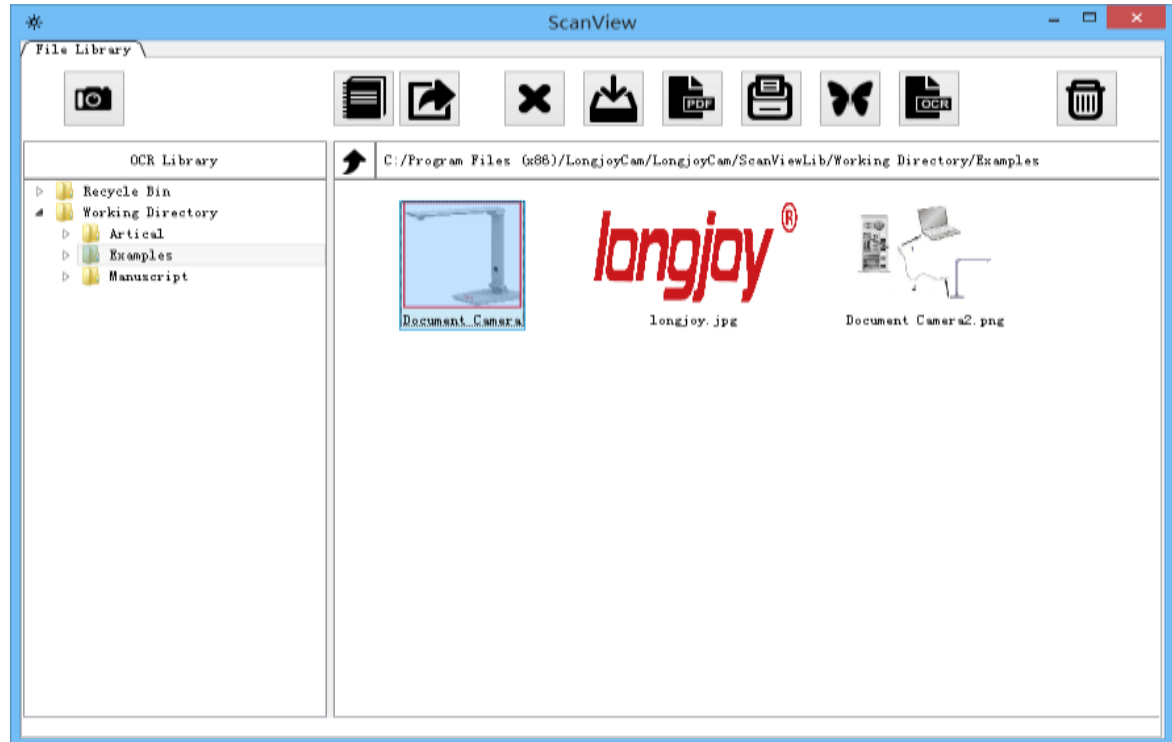 ScanView
File Library
PDF
OCR
OCR Library
C:/Program Files (x86)/LongjoyCam/LongjoyCam/ScanViewLib/Working Directory/Examples
Recycle Bin
Working Directory
Artical
Examples
Manuscript
longjoy®
Document Camera
longjoy.jpg
Document Camera2.png